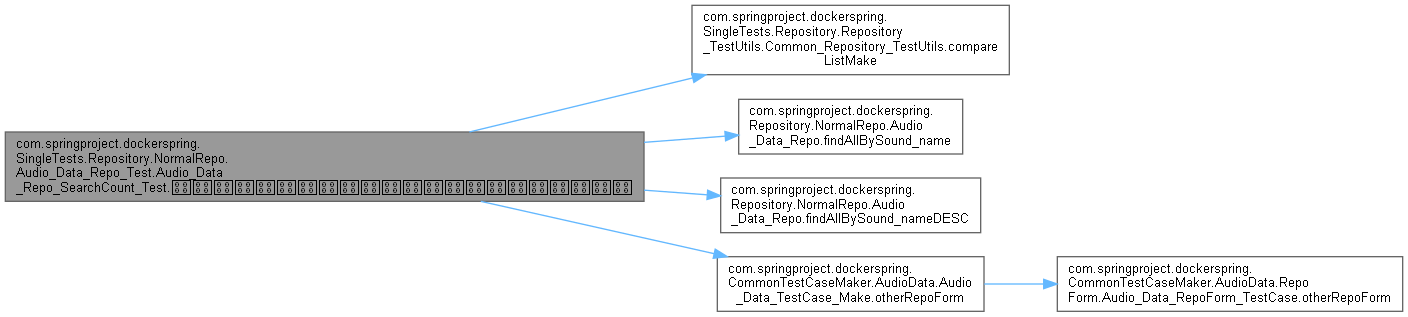 com.springproject.dockerspring.
SingleTests.Repository.Repository
_TestUtils.Common_Repository_TestUtils.compare
ListMake
com.springproject.dockerspring.
Repository.NormalRepo.Audio
_Data_Repo.findAllBySound_name
com.springproject.dockerspring.
SingleTests.Repository.NormalRepo.
Audio_Data_Repo_Test.Audio_Data
_Repo_SearchCount_Test.
com.springproject.dockerspring.
Repository.NormalRepo.Audio
_Data_Repo.findAllBySound_nameDESC
com.springproject.dockerspring.
CommonTestCaseMaker.AudioData.Audio
_Data_TestCase_Make.otherRepoForm
com.springproject.dockerspring.
CommonTestCaseMaker.AudioData.Repo
Form.Audio_Data_RepoForm_TestCase.otherRepoForm